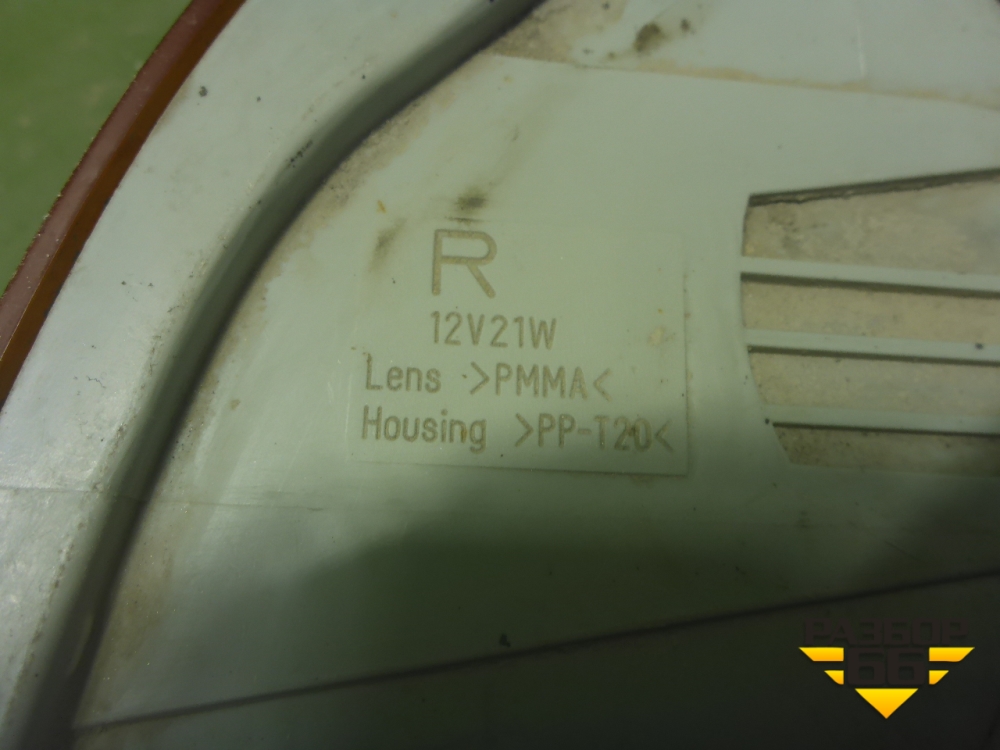 R
12V21W
Lens >PMMA<
Housing >PP-T20<
РАЗБОР
66